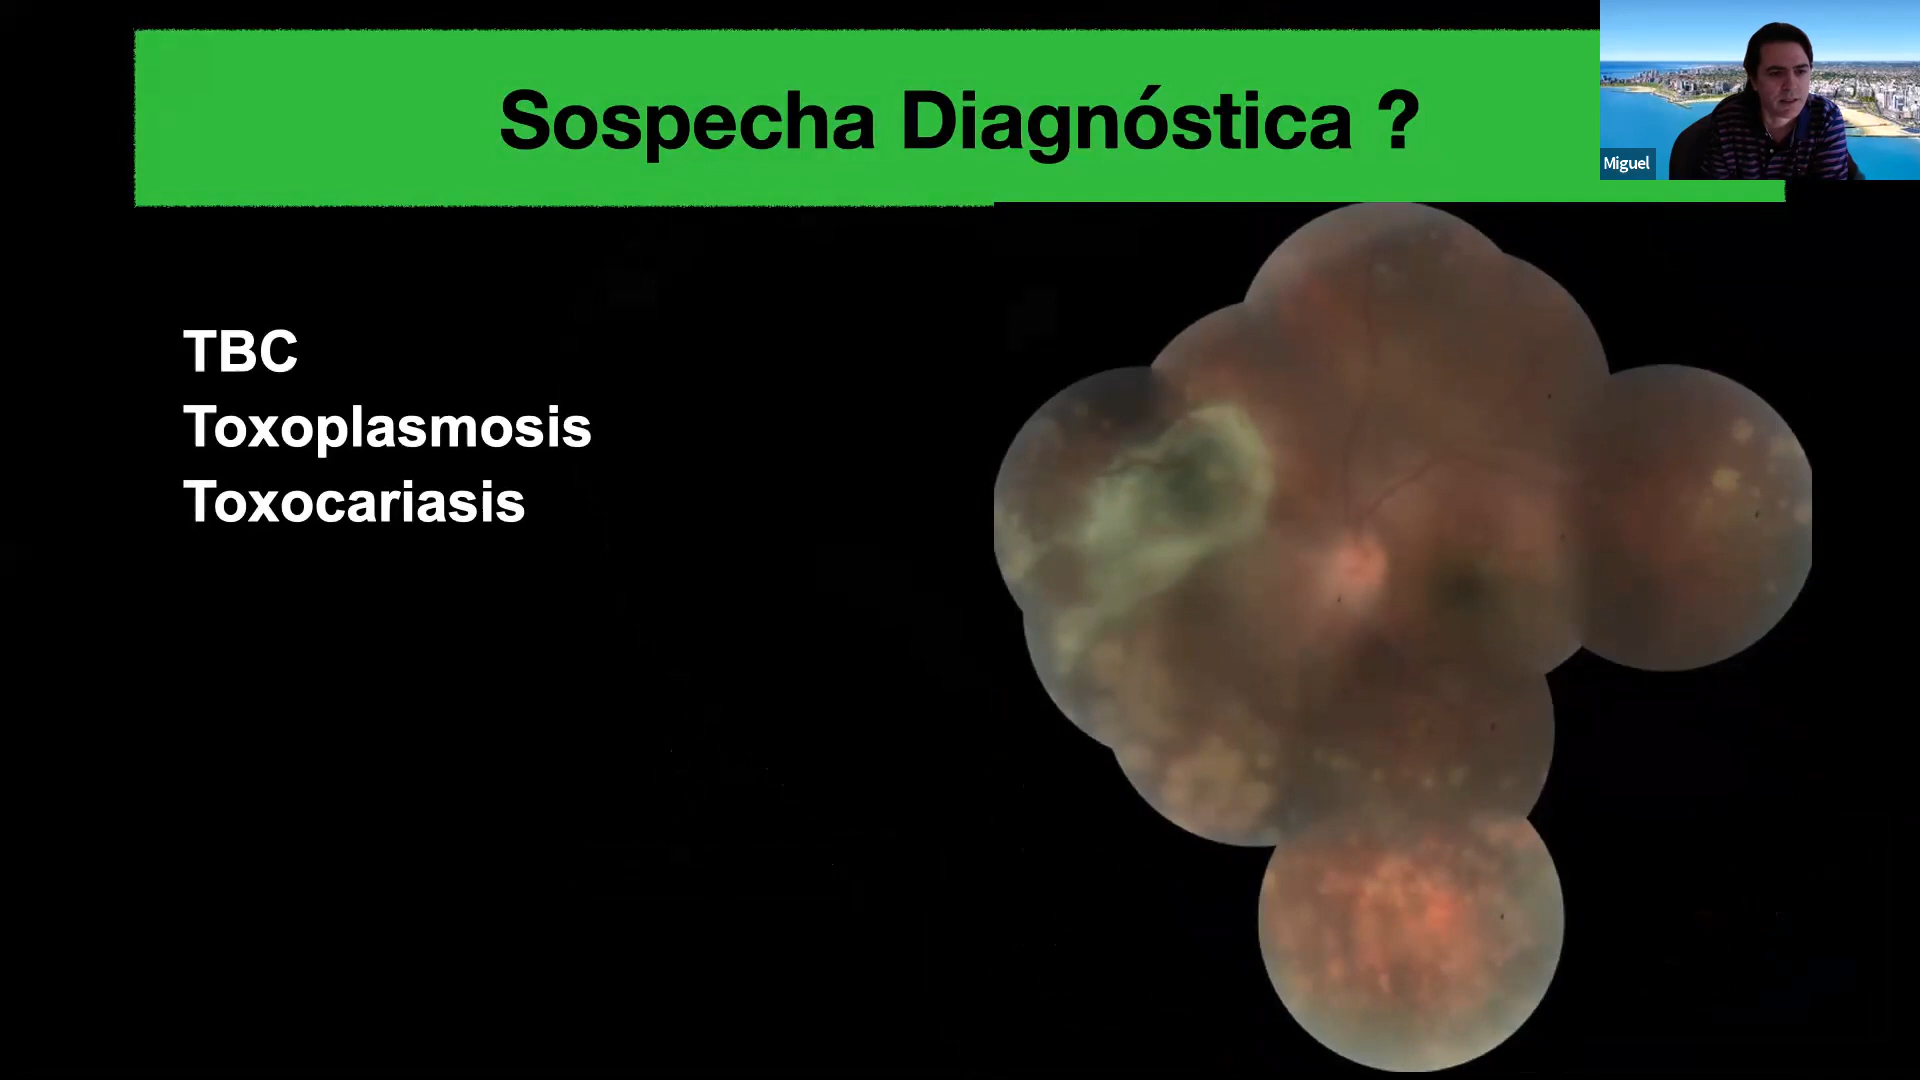 Sospecha Diagnóstica ?
Miguel
TBC
Toxoplasmosis
Toxocariasis